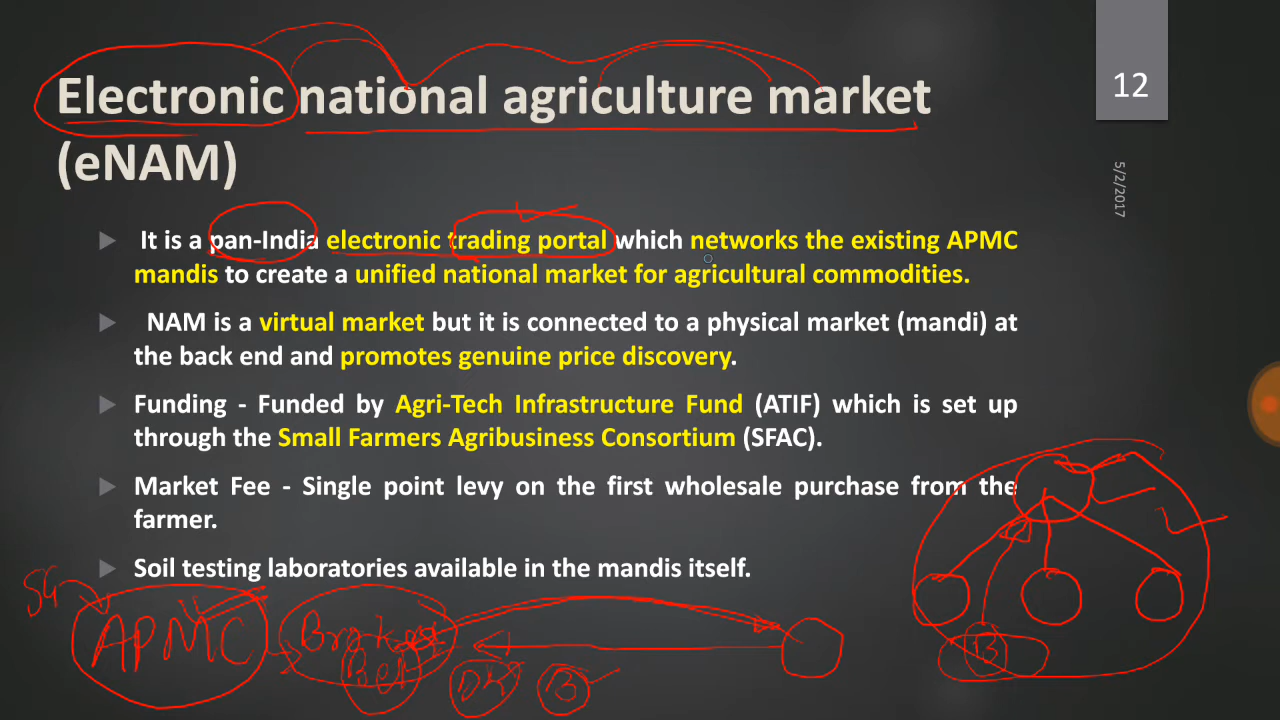 12
Electronic national agriculture market
(eNAM)
5/2/2017
It is a pan-India electronic trading portal which networks the existing APMC
mandis to create a unified national market for agricultural commodities.
NAM is a virtual market but it is connected to a physical market (mandi) at
the back end and promotes genuine price discovery.
Funding - Funded by Agri-Tech Infrastructure Fund (ATIF) which is set up
through the Small Farmers Agribusiness Consortium (SFAC).
Market Fee - Single point levy on the first wholesale purchase from the
farmer.
Soil testing laboratories available in the mandis itself.
SG
APMC
B
B